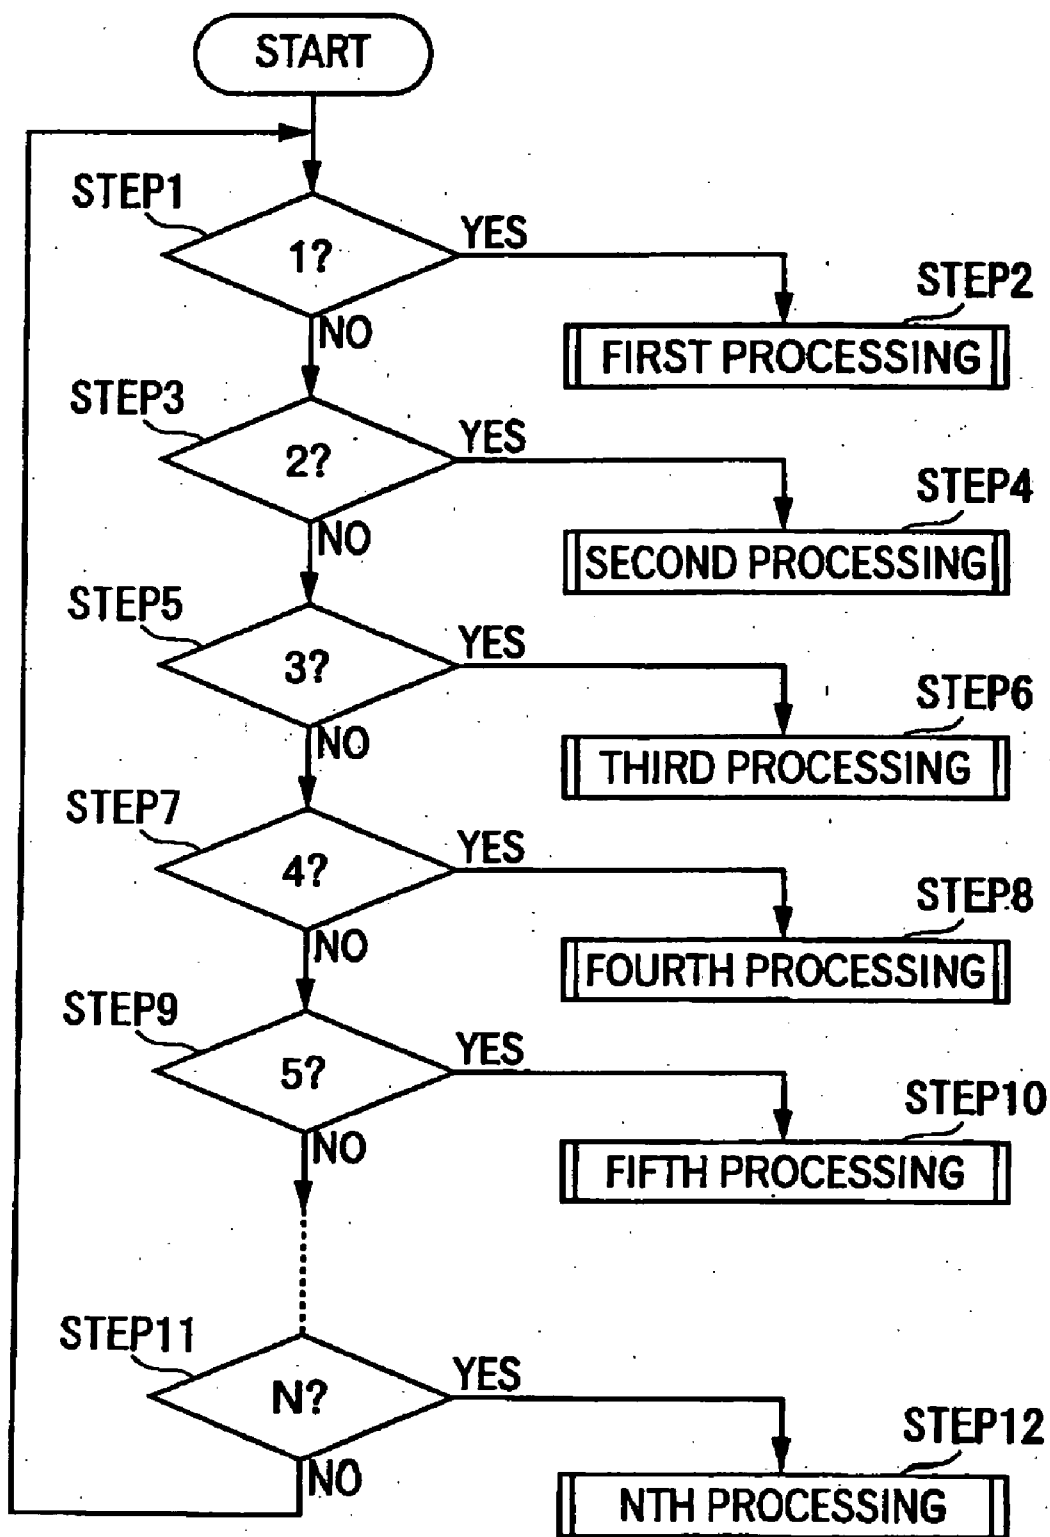 START
STEP1
1?
YES
NO
STEP2
FIRST PROCESSING
STEP3
2?
YES
NO
STEP4
SECOND PROCESSING
STEP5
3?
YES
NO
STEP6
THIRD PROCESSING
STEP7
4?
YES
NO
STEP8
FOURTH PROCESSING
STEP9
5?
YES
NO
STEP10
FIFTH PROCESSING
STEP11
N?
YES
NO
STEP12
NTH PROCESSING